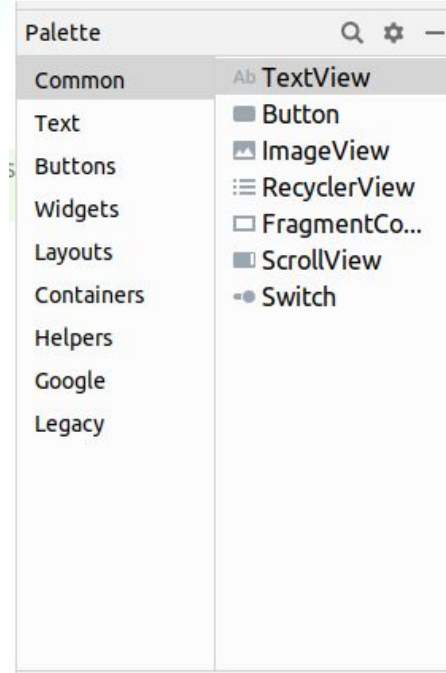 Palette
Common
Text
Buttons
Widgets
Layouts
Containers
Helpers
Google
Legacy
Ab TextView
Button
ImageView
RecyclerView
FragmentCo...
ScrollView
Switch